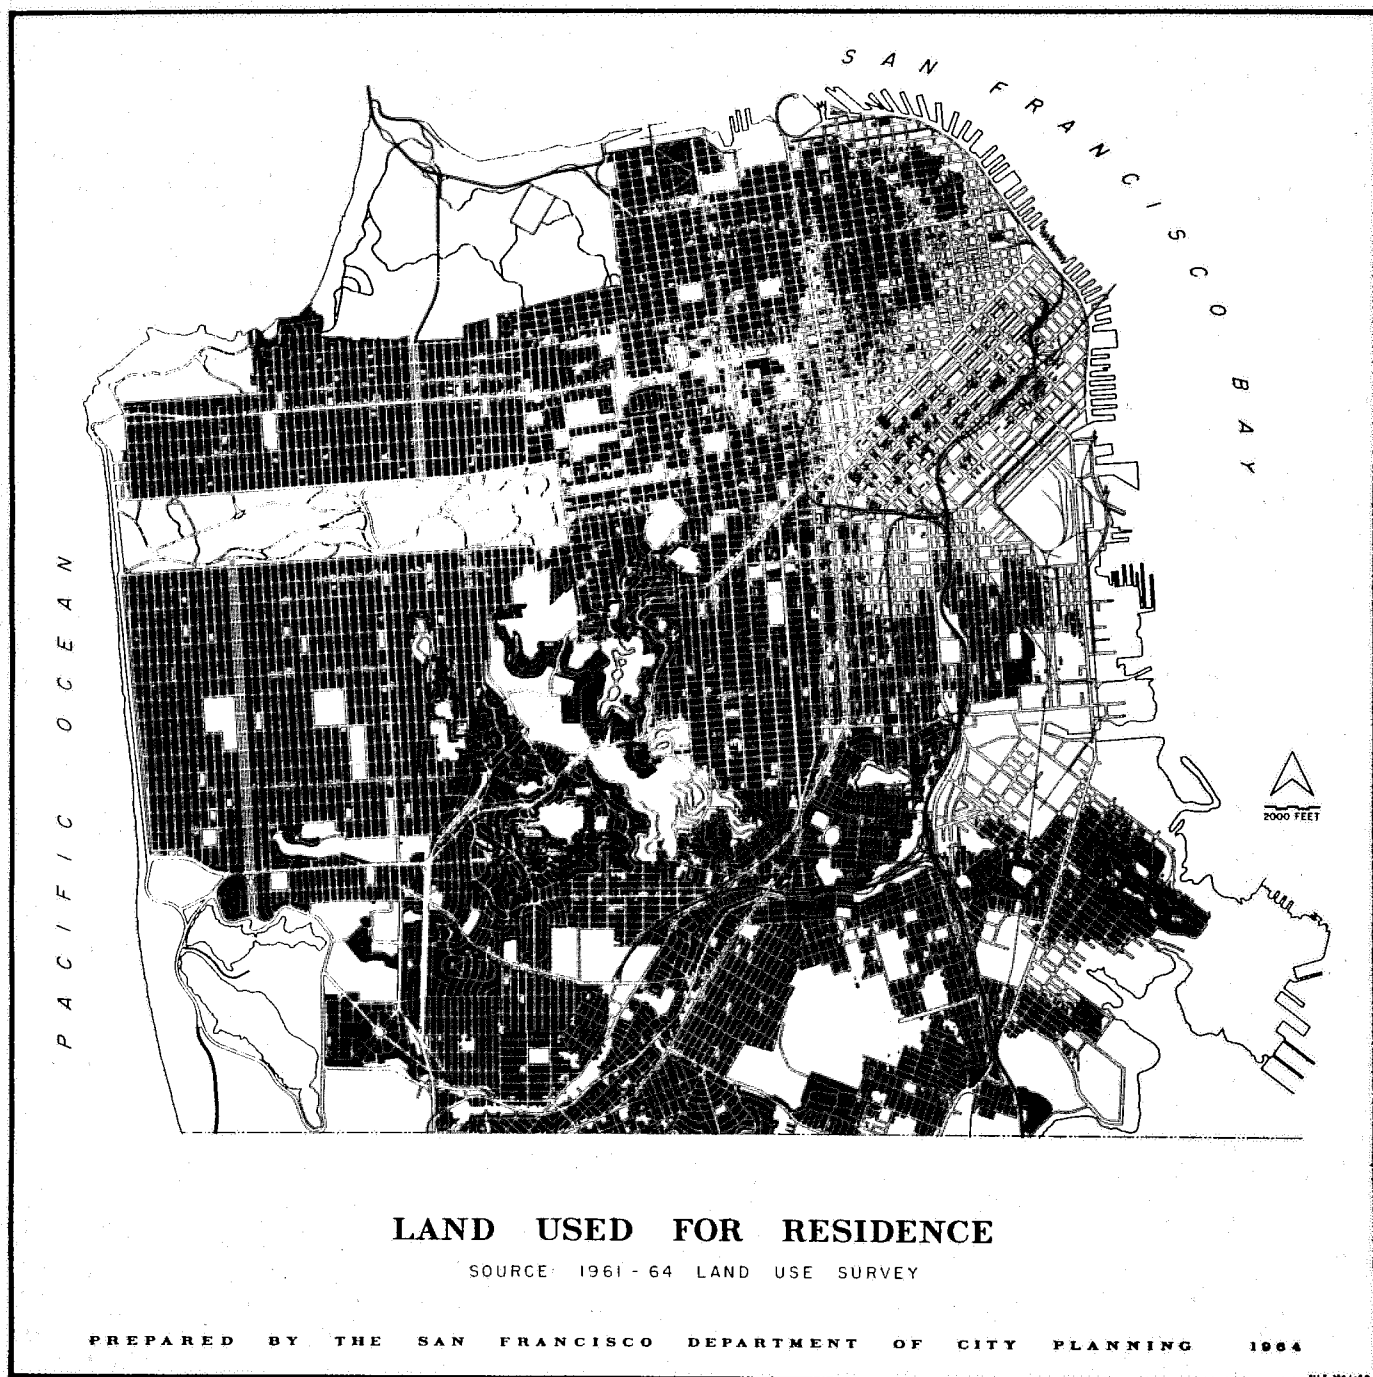 SAN FRANCISCO BAY
PACIFIC OCEAN
2000 FEET
LAND USED FOR RESIDENCE
SOURCE: 1961-64 LAND USE SURVEY
PREPARED BY THE SAN FRANCISCO DEPARTMENT OF CITY PLANNING 1964